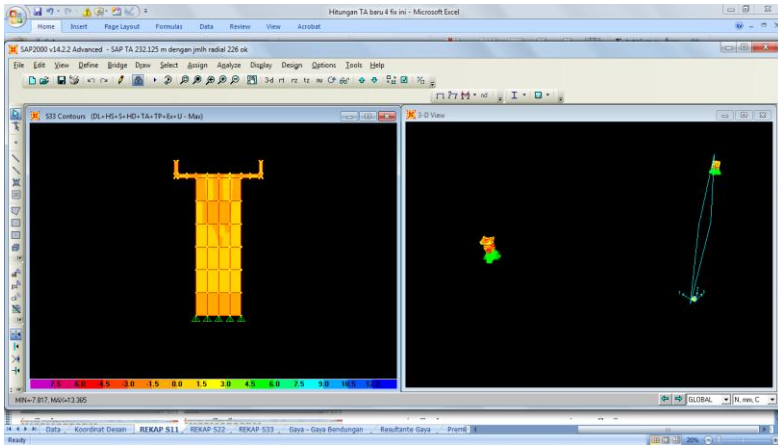 Hitungan TA baru 4 fix ini - Microsoft Excel
Home Insert Page Layout Formulas Data Review View Acrobat
SAP2000 v14.2.2 Advanced - SAP TA 232.125 m dengan jmlh radial 226 ok
File Edit View Define Bridge Draw Select Assign Analyze Display Design Options Tools Help
3-d
nd
S33 Contours (DL+HS+S+HD+TA+TP+Ex+U - Max)
3-D View
-7.5 -6.0 -4.5 -3.0 -1.5 0.0 1.5 3.0 4.5 6.0 7.5 9.0 10.5
MIN=-7.817, MAX=13.365
GLOBAL N, mm, C
Data Koordinat Desain REKAP S11 REKAP S22 REKAP S33 Gaya - Gaya Bendungan Resultante Gaya
Ready
20%